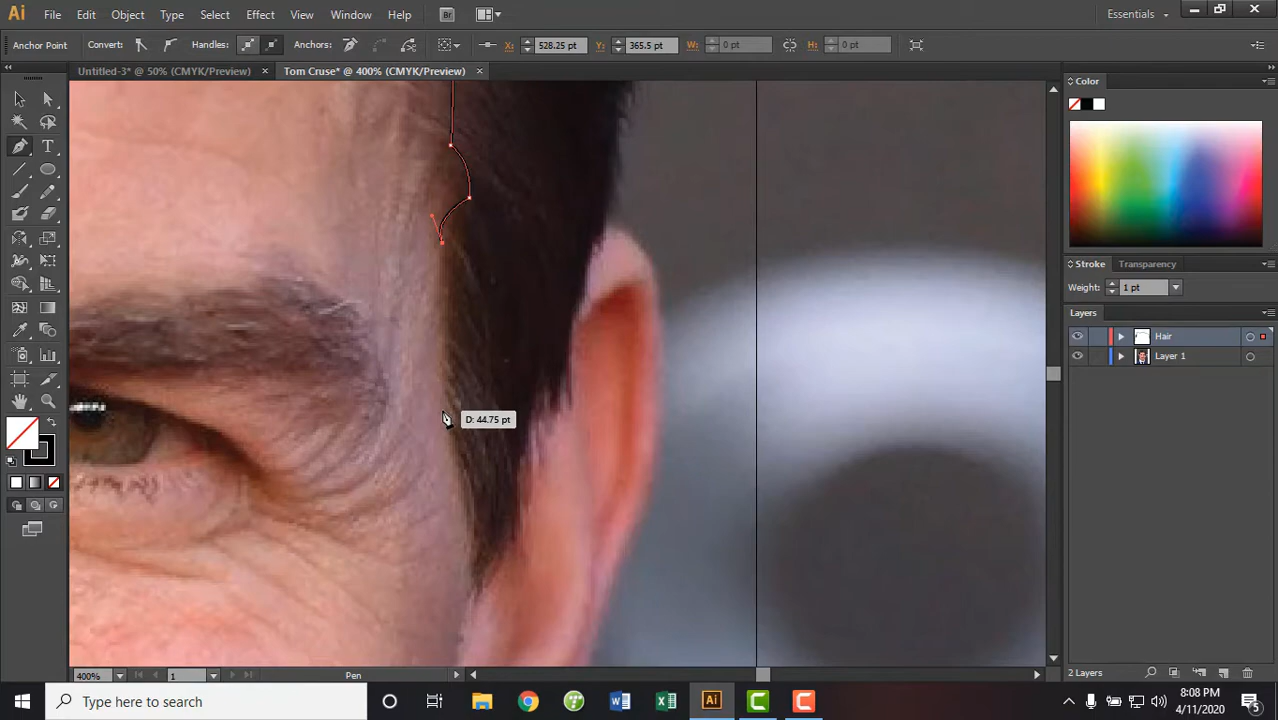 Ai File Edit Object Type Select Effect View Window Help Br Essentials
Anchor Point Convert: Handles: Anchors: X: 528.25 pt Y: 365.5 pt W: 0 pt H: 0 pt
Untitled-3* @ 50% (CMYK/Preview) Tom Cruse* @ 400% (CMYK/Preview)
Color
Stroke Transparency
Weight: 1 pt
Layers
Hair
Layer 1
D: 44.75 pt
400% 1 Pen 2 Layers
Type here to search
8:08 PM
4/11/2020
5